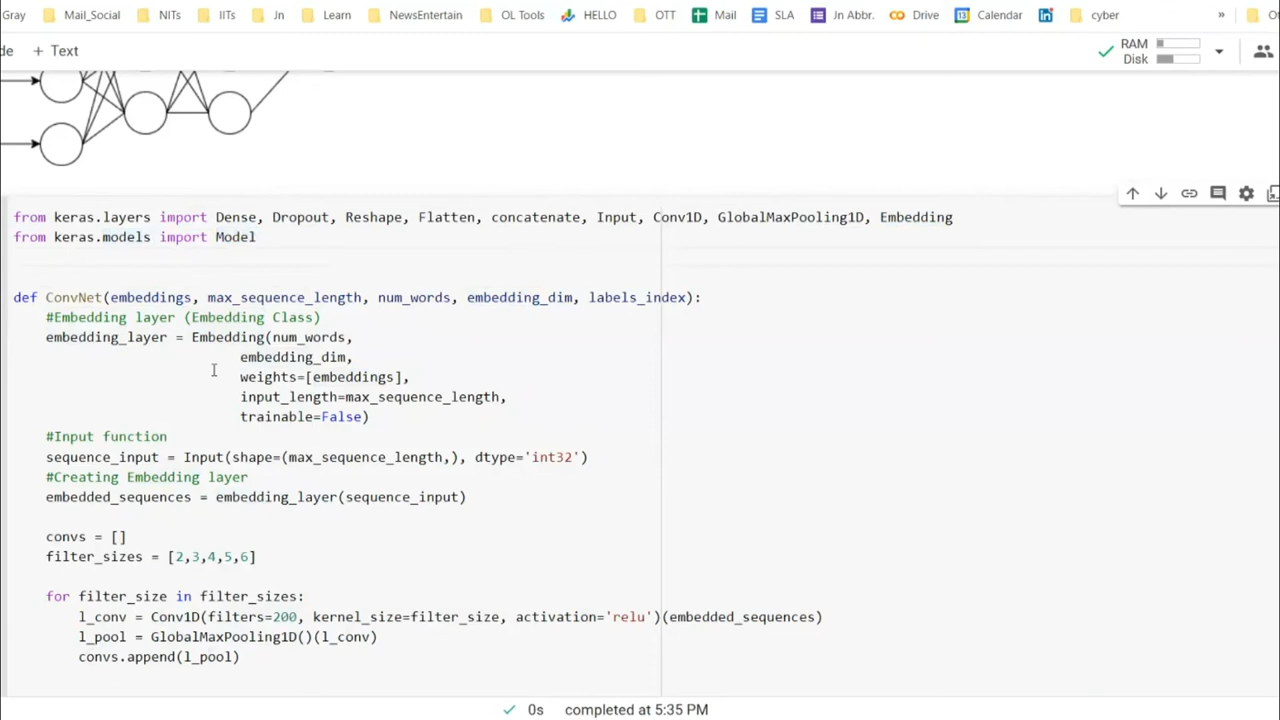 Gray Mail_Social NITs IITs Jn Learn NewsEntertain OL Tools HELLO OTT Mail SLA Jn Abbr. Drive Calendar cyber »
de + Text RAM
Disk
from keras.layers import Dense, Dropout, Reshape, Flatten, concatenate, Input, Conv1D, GlobalMaxPooling1D, Embedding
from keras.models import Model
def ConvNet(embeddings, max_sequence_length, num_words, embedding_dim, labels_index):
#Embedding layer (Embedding Class)
embedding_layer = Embedding(num_words,
embedding_dim,
weights=[embeddings],
input_length=max_sequence_length,
trainable=False)
#Input function
sequence_input = Input(shape=(max_sequence_length,), dtype='int32')
#Creating Embedding layer
embedded_sequences = embedding_layer(sequence_input)
convs = []
filter_sizes = [2,3,4,5,6]
for filter_size in filter_sizes:
l_conv = Conv1D(filters=200, kernel_size=filter_size, activation='relu')(embedded_sequences)
l_pool = GlobalMaxPooling1D()(l_conv)
convs.append(l_pool)
0s completed at 5:35 PM